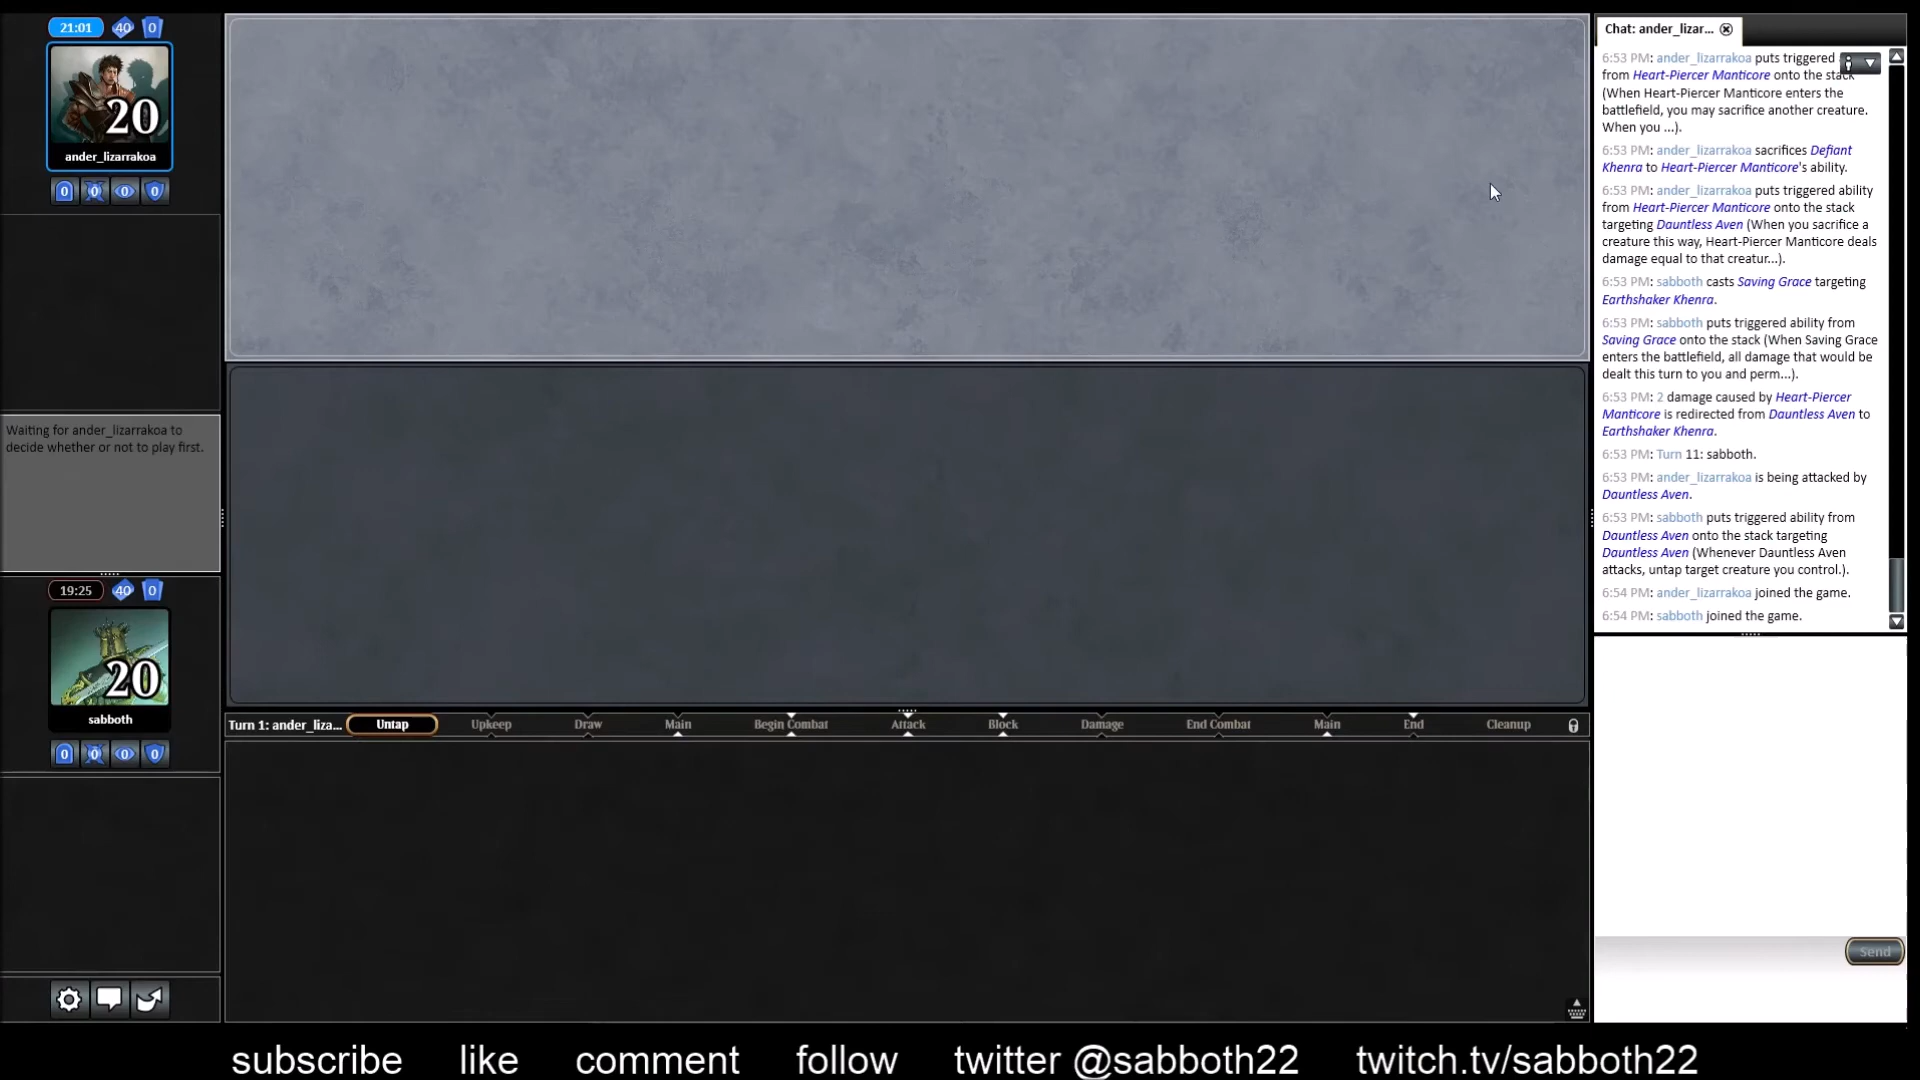 21:01 40 0
20
ander_lizarrakoa
0 0 0 0
Waiting for ander_lizarrakoa to
decide whether or not to play first.
19:25 40 0
20
sabboth
0 0 0 0
Turn 1: ander_liza... Untap Upkeep Draw Main Begin Combat Attack Block Damage End Combat Main End Cleanup
Chat: ander_lizar...
6:53 PM: ander_lizarrakoa puts triggered
from Heart-Piercer Manticore onto the stack
(When Heart-Piercer Manticore enters the
battlefield, you may sacrifice another creature.
When you ...).
6:53 PM: ander_lizarrakoa sacrifices Defiant
Khenra to Heart-Piercer Manticore's ability.
6:53 PM: ander_lizarrakoa puts triggered ability
from Heart-Piercer Manticore onto the stack
targeting Dauntless Aven (When you sacrifice a
creature this way, Heart-Piercer Manticore deals
damage equal to that creatur...).
6:53 PM: sabboth casts Saving Grace targeting
Earthshaker Khenra.
6:53 PM: sabboth puts triggered ability from
Saving Grace onto the stack (When Saving Grace
enters the battlefield, all damage that would be
dealt this turn to you and perm...).
6:53 PM: 2 damage caused by Heart-Piercer
Manticore is redirected from Dauntless Aven to
Earthshaker Khenra.
6:53 PM: Turn 11: sabboth.
6:53 PM: ander_lizarrakoa is being attacked by
Dauntless Aven.
6:53 PM: sabboth puts triggered ability from
Dauntless Aven onto the stack targeting
Dauntless Aven (Whenever Dauntless Aven
attacks, untap target creature you control.).
6:54 PM: ander_lizarrakoa joined the game.
6:54 PM: sabboth joined the game.
Send
subscribe like comment follow twitter @sabboth22 twitch.tv/sabboth22